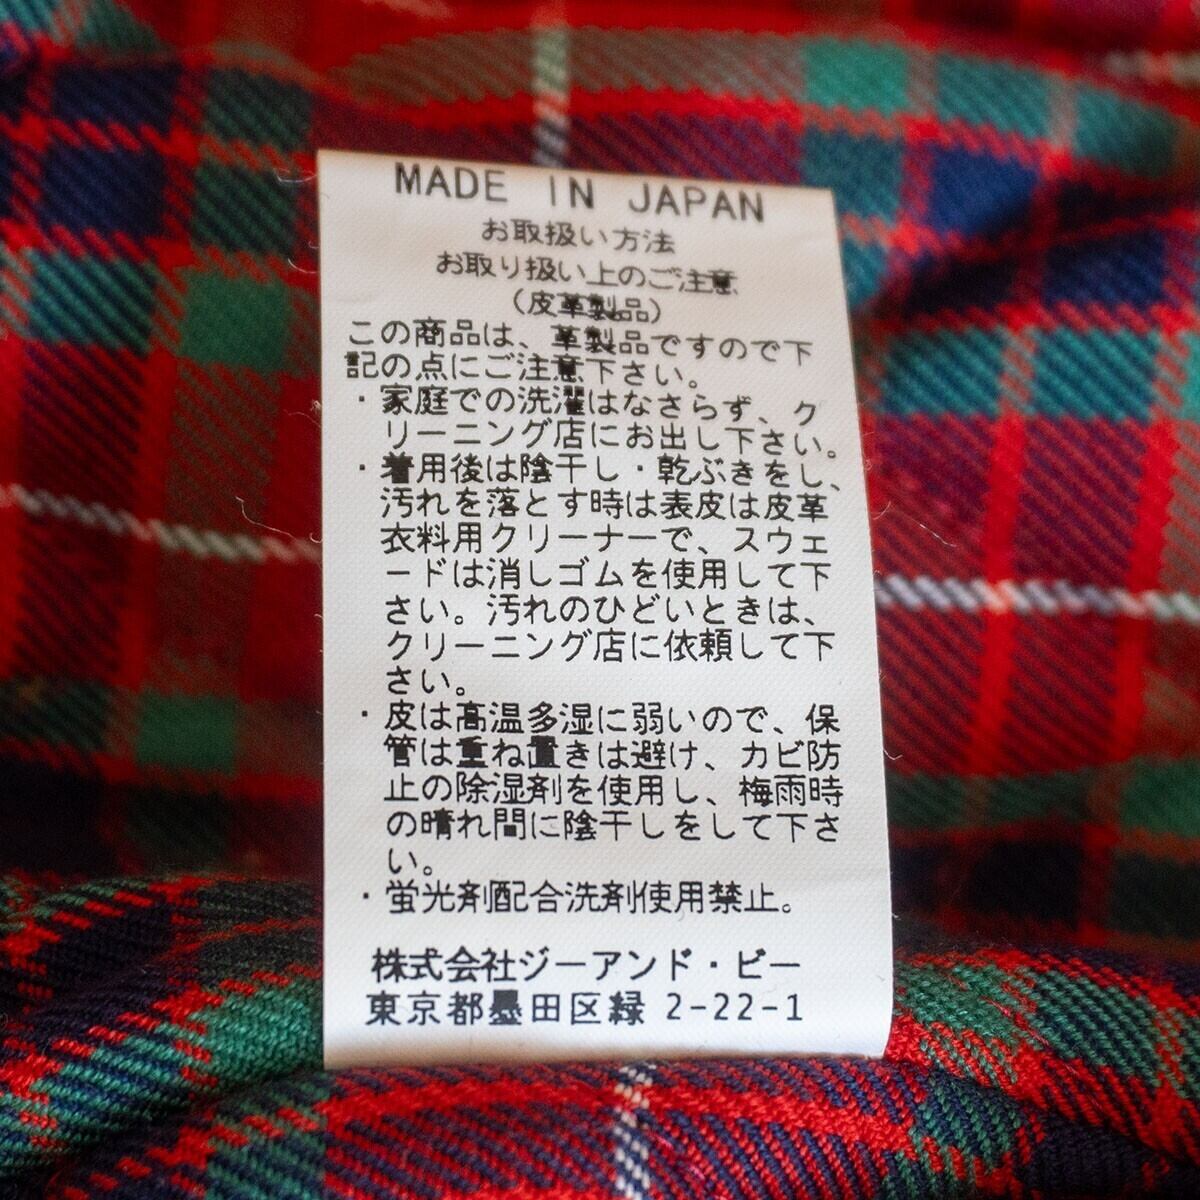 MADE IN JAPAN
お取扱い方法
お取り扱い上のご注意
(皮革製品)
この商品は、革製品ですので下
記の点にご注意下さい。
・家庭での洗濯はなさらず、ク
リーニング店にお出し下さい。
・着用後は陰干し・乾ぶきをし、
汚れを落とす時は表皮は皮革
衣料用クリーナーで、スウェ
ードは消しゴムを使用して下
さい。汚れのひどいときは、
クリーニング店に依頼して下
さい。
・皮は高温多湿に弱いので、保
管は重ね置きは避け、カビ防
止の除湿剤を使用し、梅雨時
の晴れ間に陰干しをして下さ
い。
・蛍光剤配合洗剤使用禁止。
株式会社ジーアンド・ビー
東京都墨田区緑 2-22-1